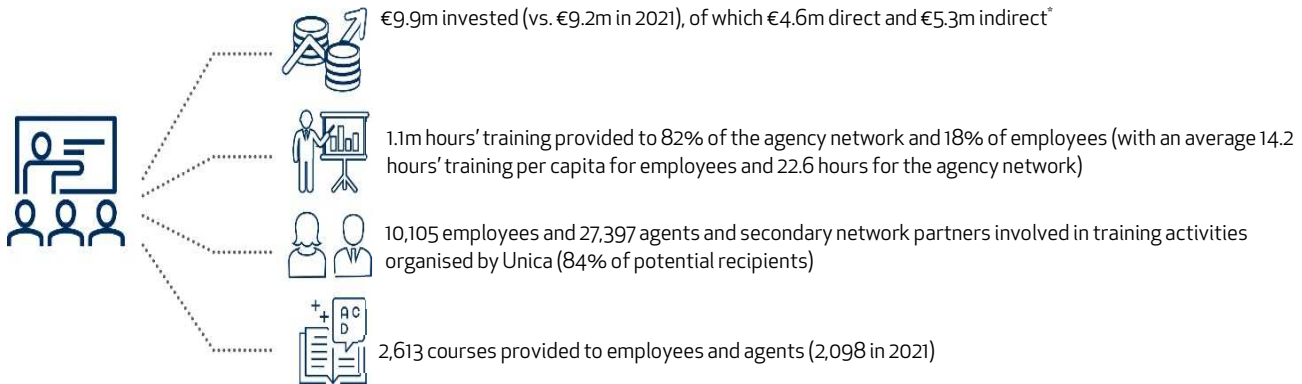 €9.9m invested (vs. €9.2m in 2021), of which €4.6m direct and €5.3m indirect*
1.1m hours' training provided to 82% of the agency network and 18% of employees (with an average 14.2
hours' training per capita for employees and 22.6 hours for the agency network)
10,105 employees and 27,397 agents and secondary network partners involved in training activities
organised by Unica (84% of potential recipients)
A C
D
2,613 courses provided to employees and agents (2,098 in 2021)